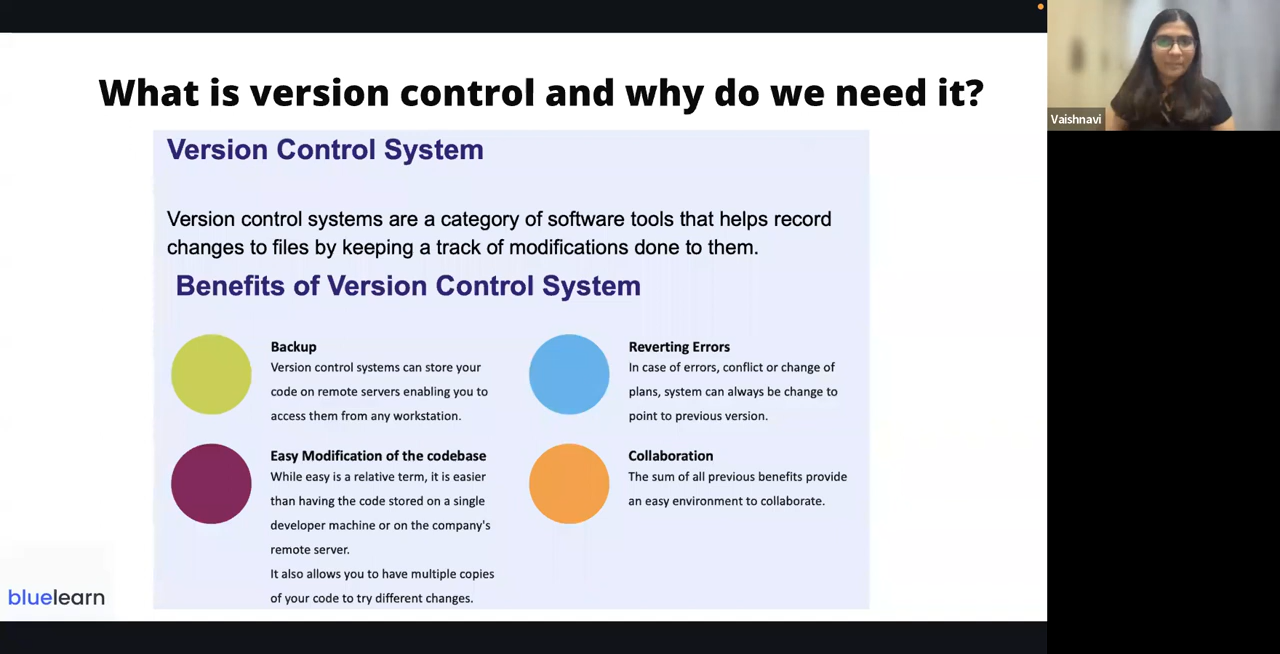 What is version control and why do we need it?
Vaishnavi
Version Control System
Version control systems are a category of software tools that helps record
changes to files by keeping a track of modifications done to them.
Benefits of Version Control System
Backup
Version control systems can store your
code on remote servers enabling you to
access them from any workstation.
Reverting Errors
In case of errors, conflict or change of
plans, system can always be change to
point to previous version.
Easy Modification of the codebase
While easy is a relative term, it is easier
than having the code stored on a single
developer machine or on the company's
remote server.
It also allows you to have multiple copies
of your code to try different changes.
Collaboration
The sum of all previous benefits provide
an easy environment to collaborate.
bluelearn